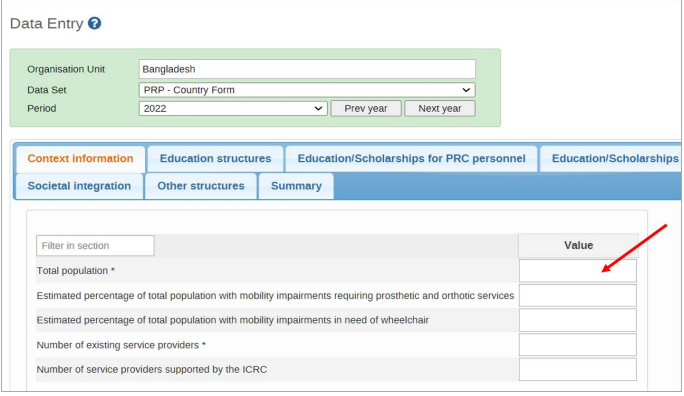 Data Entry ?
Organisation Unit Bangladesh
Data Set PRP - Country Form
Period 2022 Prev year Next year
Context information Education structures Education/Scholarships for PRC personnel Education/Scholarships
Societal integration Other structures Summary
Filter in section Value
Total population *
Estimated percentage of total population with mobility impairments requiring prosthetic and orthotic services
Estimated percentage of total population with mobility impairments in need of wheelchair
Number of existing service providers *
Number of service providers supported by the ICRC